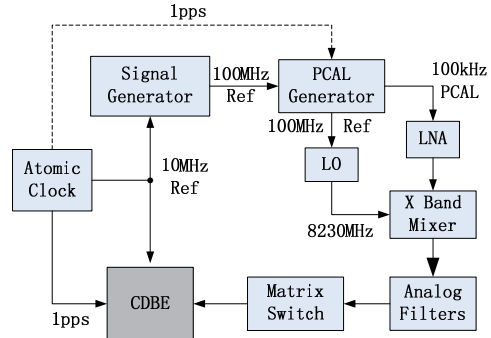 1pps
Signal
Generator
100MHz
Ref
PCAL
Generator
100kHz
PCAL
100MHz Ref
LNA
LO
Atomic
Clock
10MHz
Ref
X Band
Mixer
8230MHz
CDBE
Matrix
Switch
Analog
Filters
1pps